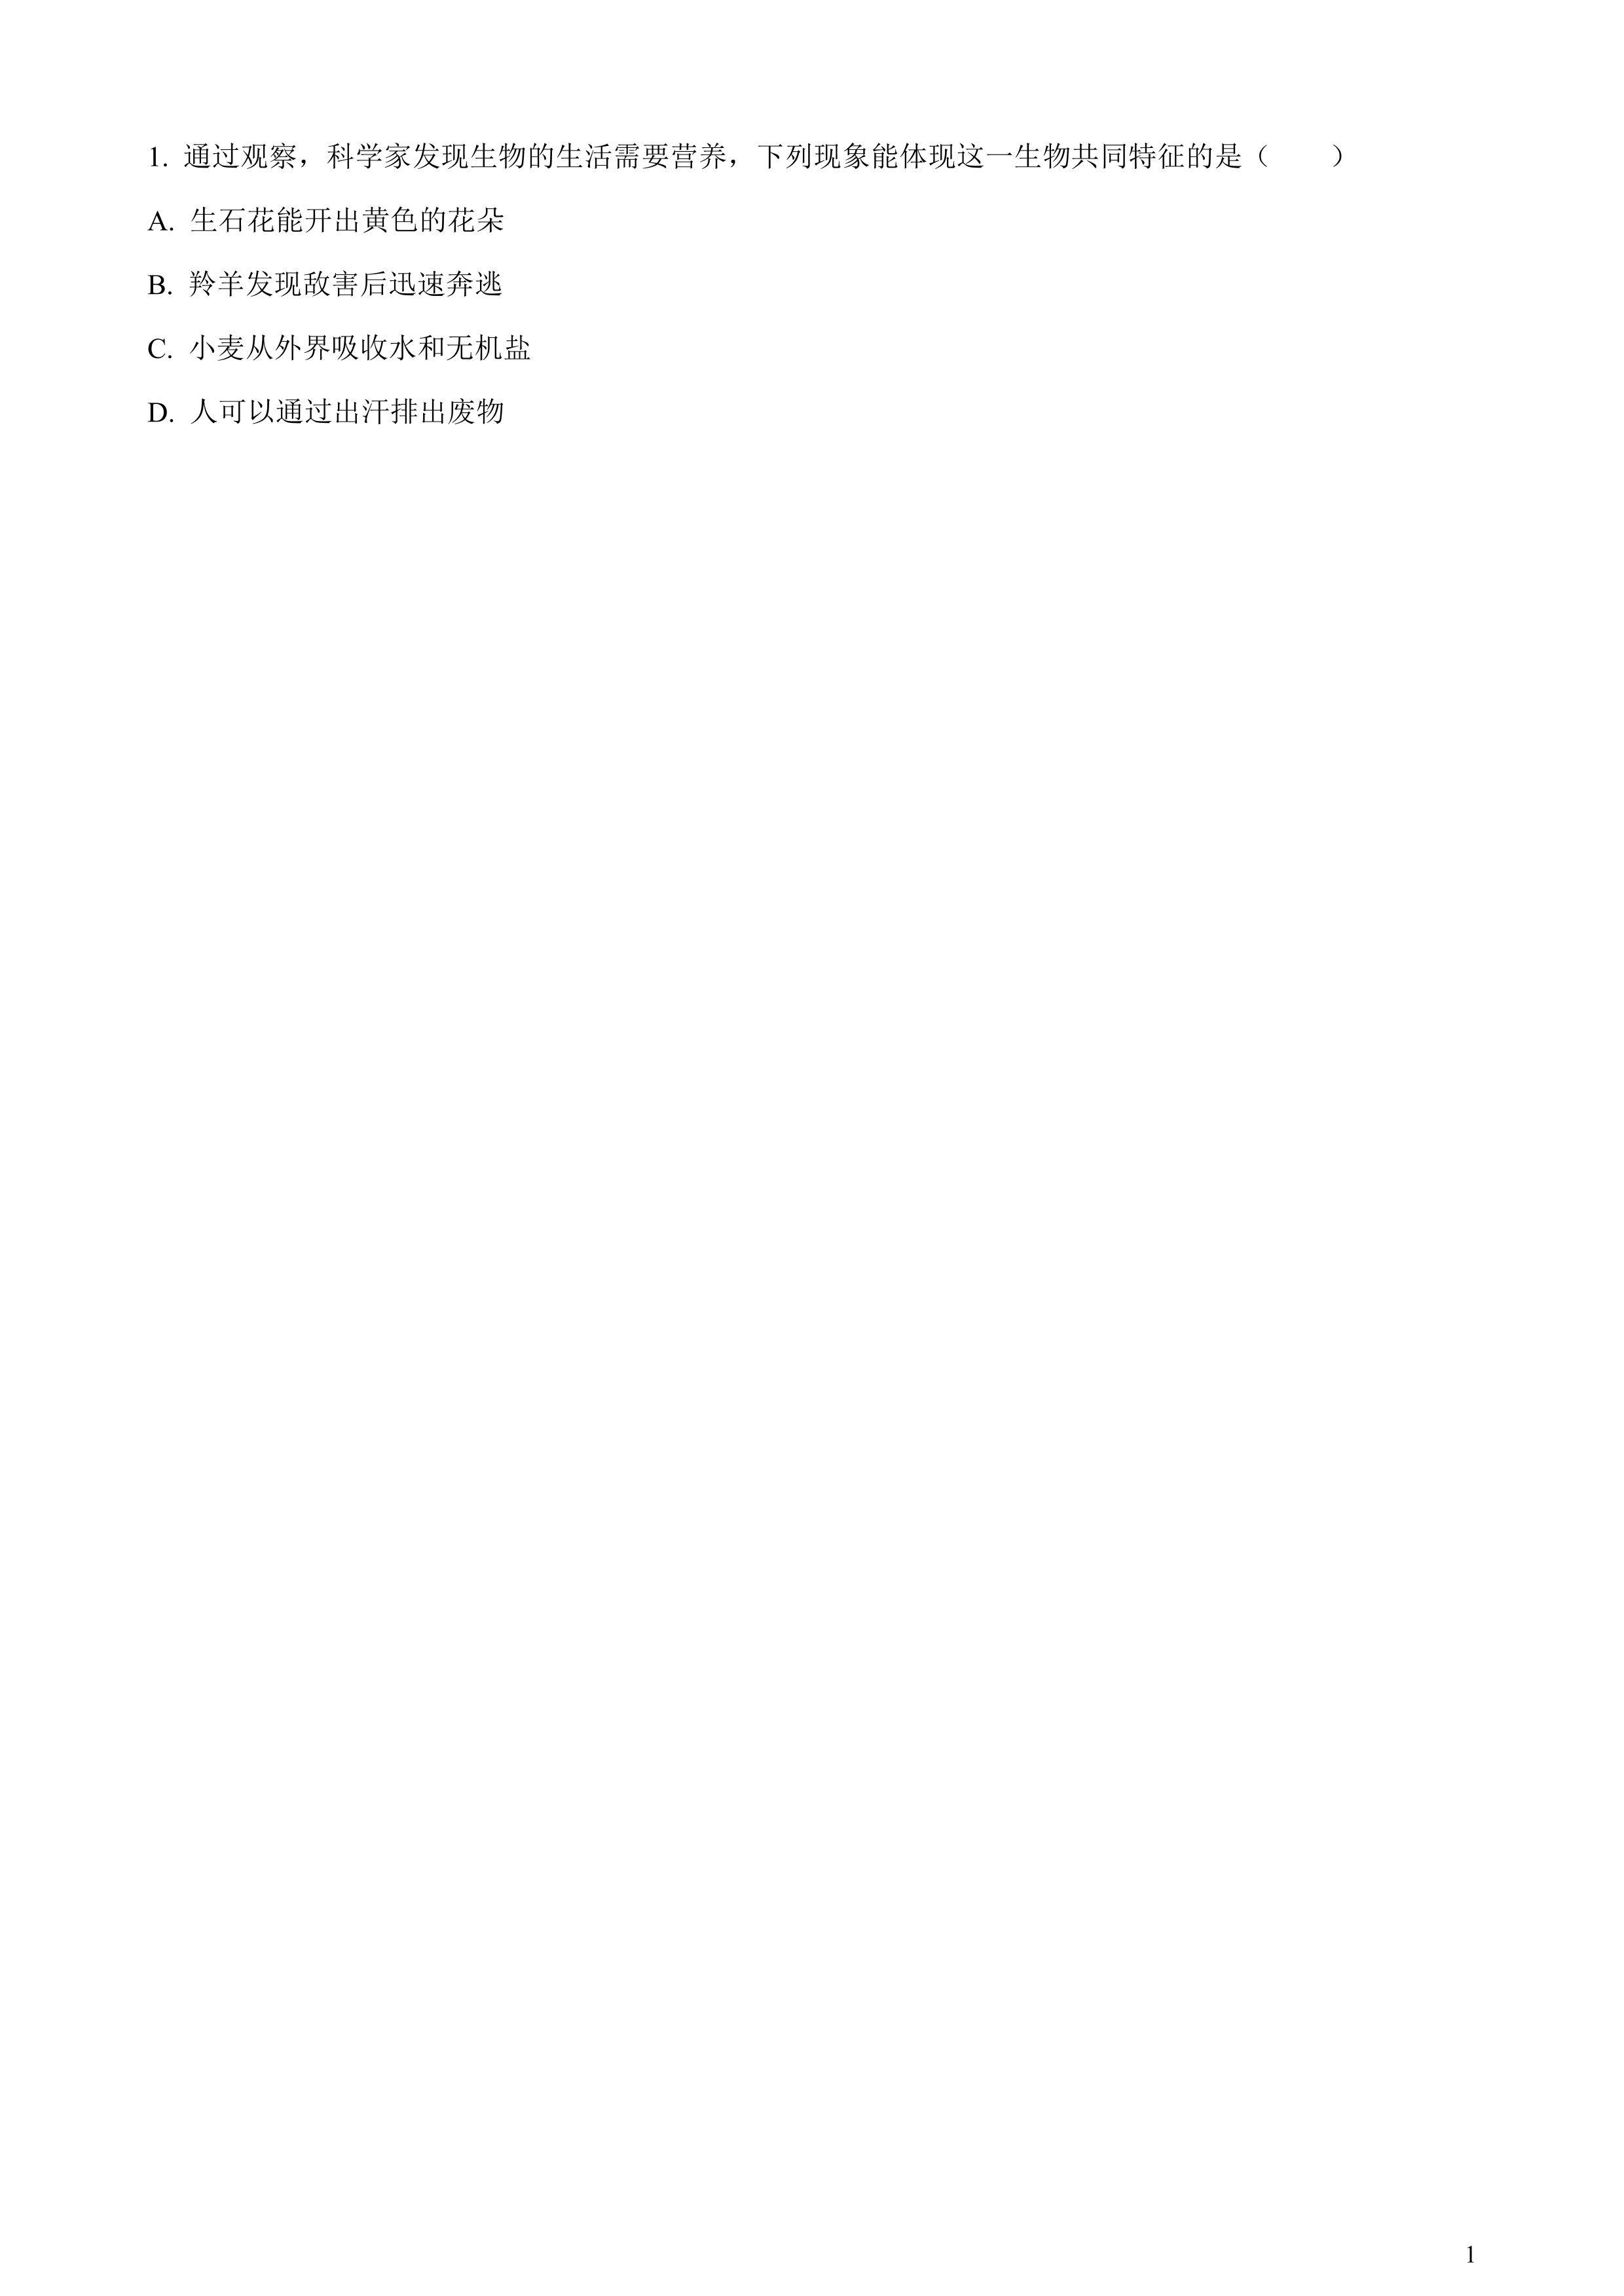 1. 通过观察，科学家发现生物的生活需要营养，下列现象能体现这一生物共同特征的是（　　）
A. 生石花能开出黄色的花朵
B. 羚羊发现敌害后迅速奔逃
C. 小麦从外界吸收水和无机盐
D. 人可以通过出汗排出废物
1